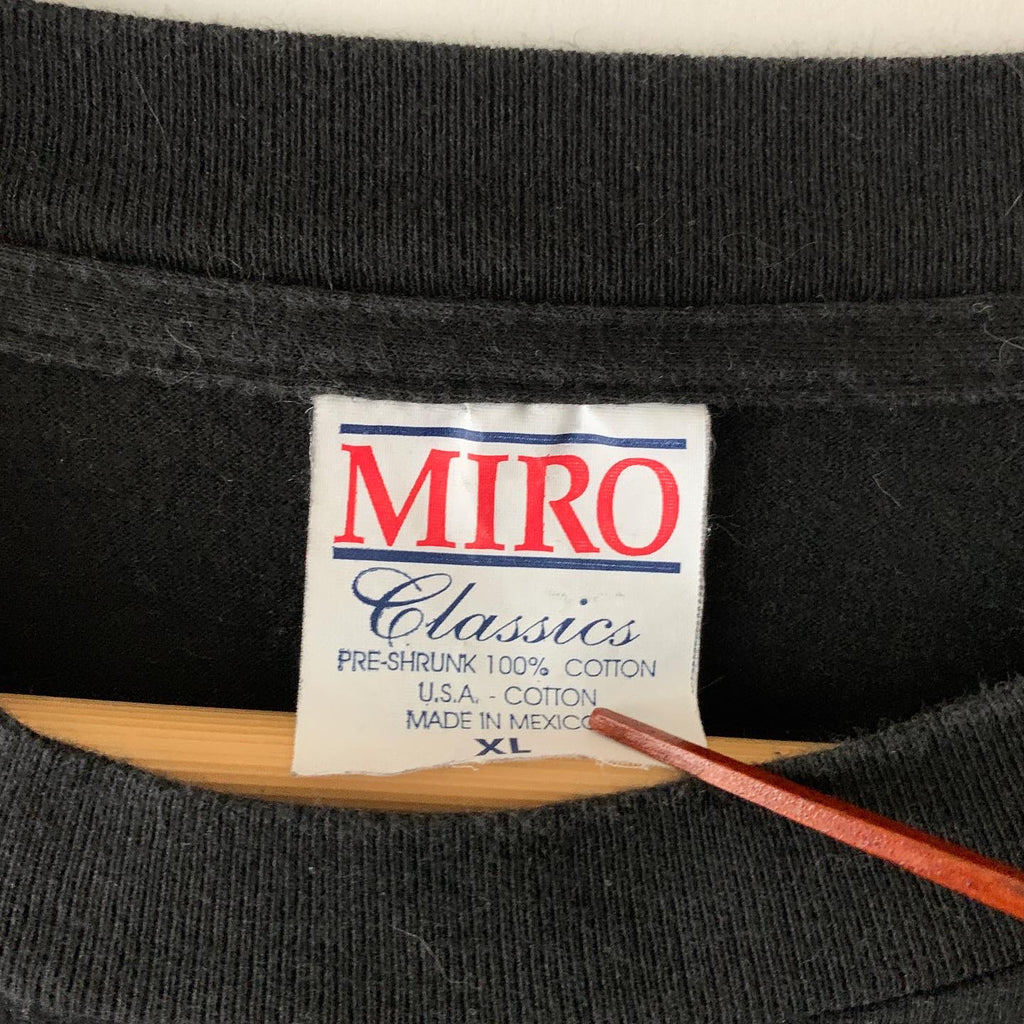 MIRO
Classics
PRE-SHRUNK 100% COTTON
U.S.A. - COTTON
MADE IN MEXICO
XL